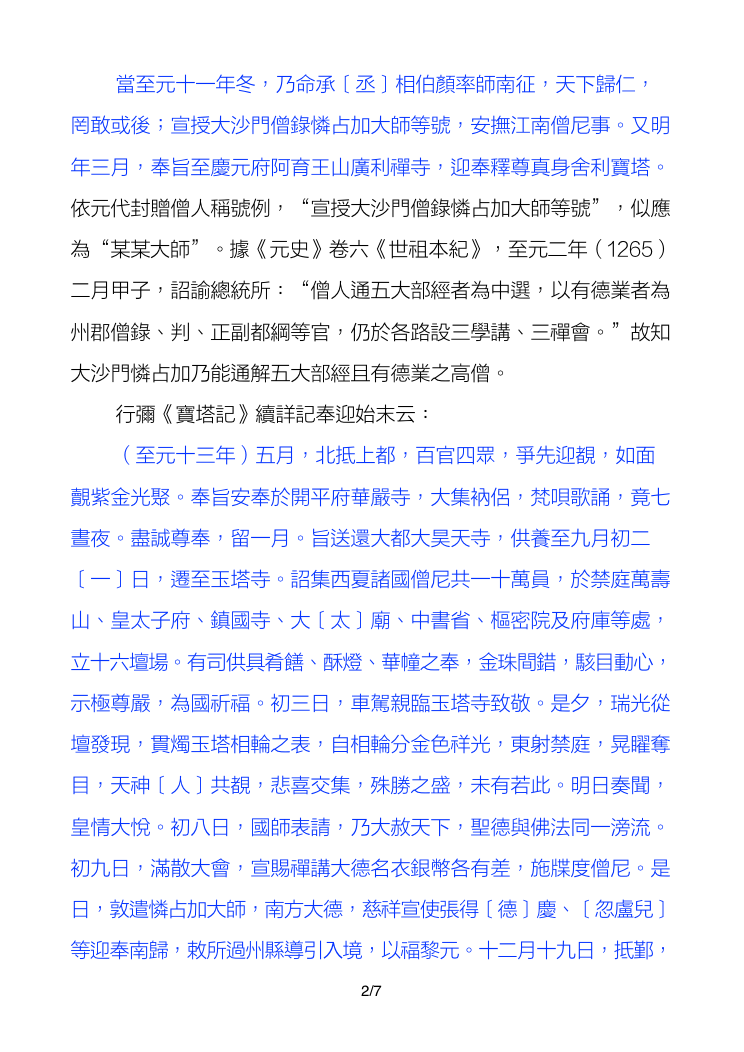 當至元十一年冬，乃命承〔丞〕相伯顏率師南征，天下歸仁，
罔敢或後；宣授大沙門僧錄憐占加大師等號，安撫江南僧尼事。又明
年三月，奉旨至慶元府阿育王山廣利禪寺，迎奉釋尊真身舍利寶塔。
依元代封贈僧人稱號例，“宣授大沙門僧錄憐占加大師等號”，似應
為“某某大師”。據《元史》卷六《世祖本紀》，至元二年（1265）
二月甲子，詔諭總統所：“僧人通五大部經者為中選，以有德業者為
州郡僧錄、判、正副都綱等官，仍於各路設三學講、三禪會。”故知
大沙門憐占加乃能通解五大部經且有德業之高僧。
行彌《寶塔記》續詳記奉迎始末云：
（至元十三年）五月，北抵上都，百官四眾，爭先迎覩，如面
覿紫金光聚。奉旨安奉於開平府華嚴寺，大集衲侶，梵唄歌誦，竟七
晝夜。盡誠尊奉，留一月。旨送還大都大昊天寺，供養至九月初二
〔一〕日，遷至玉塔寺。詔集西夏諸國僧尼共一十萬員，於禁庭萬壽
山、皇太子府、鎮國寺、大〔太〕廟、中書省、樞密院及府庫等處，
立十六壇場。有司供具肴饍、酥燈、華幢之奉，金珠間錯，駭目動心，
示極尊嚴，為國祈福。初三日，車駕親臨玉塔寺致敬。是夕，瑞光從
壇發現，貫燭玉塔相輪之表，自相輪分金色祥光，東射禁庭，晃曜奪
目，天神〔人〕共覩，悲喜交集，殊勝之盛，未有若此。明日奏聞，
皇情大悅。初八日，國師表請，乃大赦天下，聖德與佛法同一滂流。
初九日，滿散大會，宣賜禪講大德名衣銀幣各有差，施牒度僧尼。是
日，敦遣憐占加大師，南方大德，慈祥宣使張得〔德〕慶、〔忽盧兒〕
等迎奉南歸，敕所過州縣導引入境，以福黎元。十二月十九日，抵鄞，
2/7